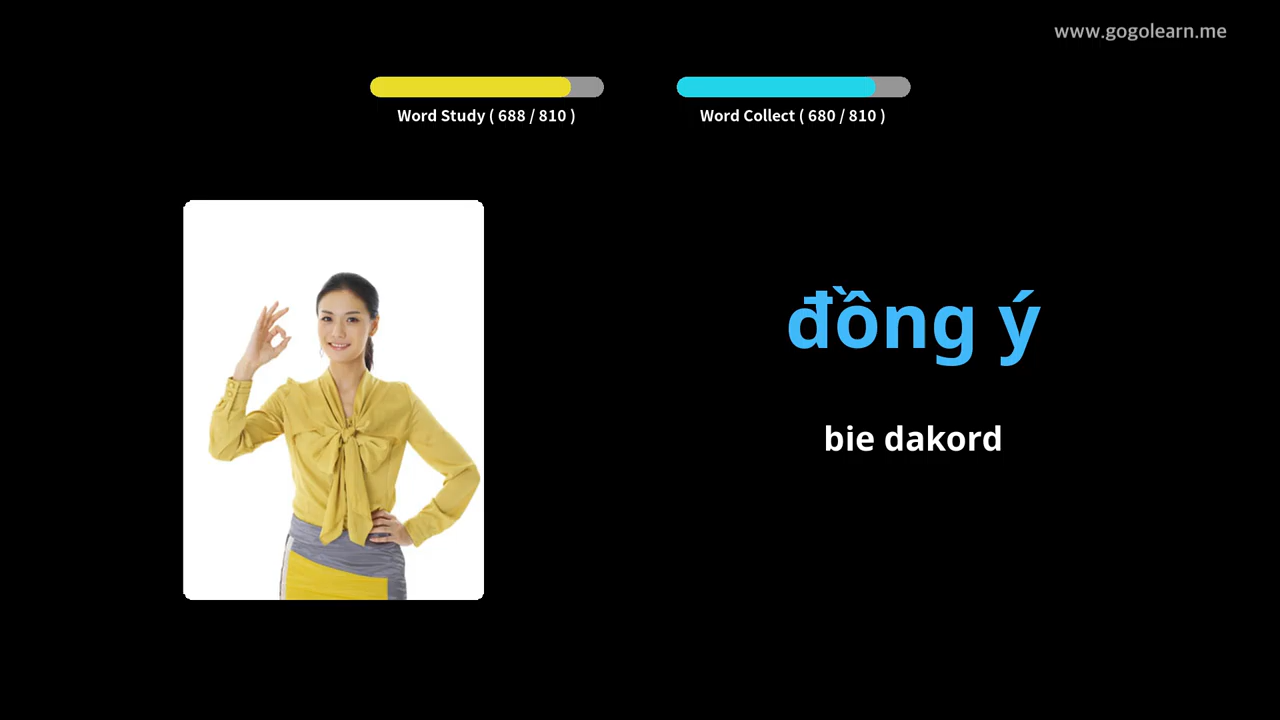 www.gogolearn.me
Word Study ( 688 / 810 )
Word Collect ( 680 / 810 )
đồng ý
bie dakord